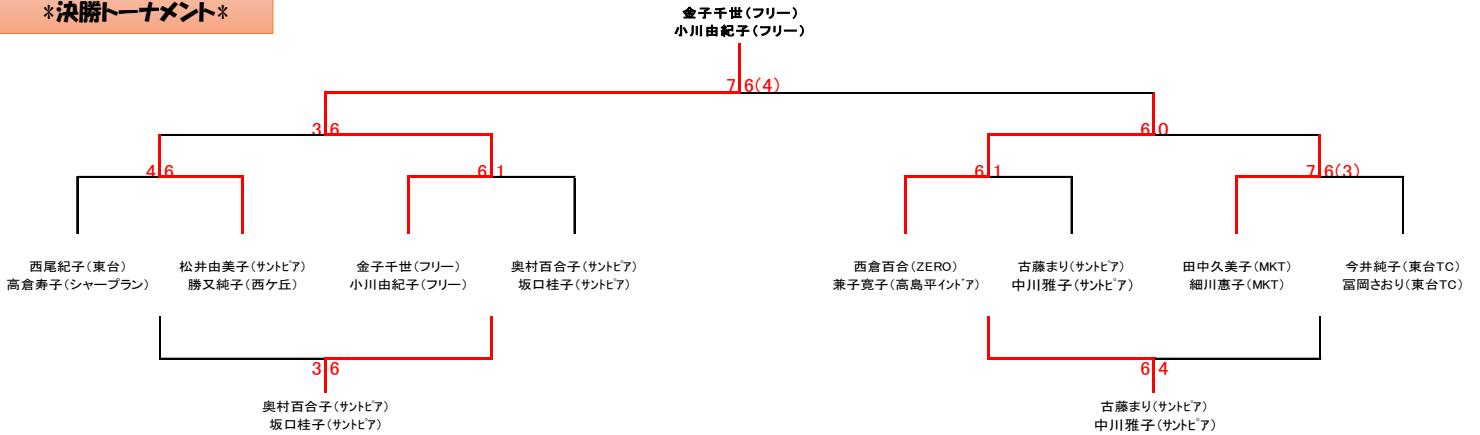 *決勝トーナメント*
金子千世(フリー)
小川由紀子(フリー)
7 6(4)
3 6
6 0
4 6
6 1
6 1
7 6(3)
西尾紀子(東台)
高倉寿子(シャープラン)
松井由美子(サントピア)
勝又純子(西ケ丘)
金子千世(フリー)
小川由紀子(フリー)
奥村百合子(サントピア)
坂口桂子(サントピア)
西倉百合(ZERO)
兼子寛子(高島平インドア)
古藤まり(サントピア)
中川雅子(サントピア)
田中久美子(MKT)
細川惠子(MKT)
今井純子(東台TC)
冨岡さおり(東台TC)
3 6
6 4
奥村百合子(サントピア)
坂口桂子(サントピア)
古藤まり(サントピア)
中川雅子(サントピア)